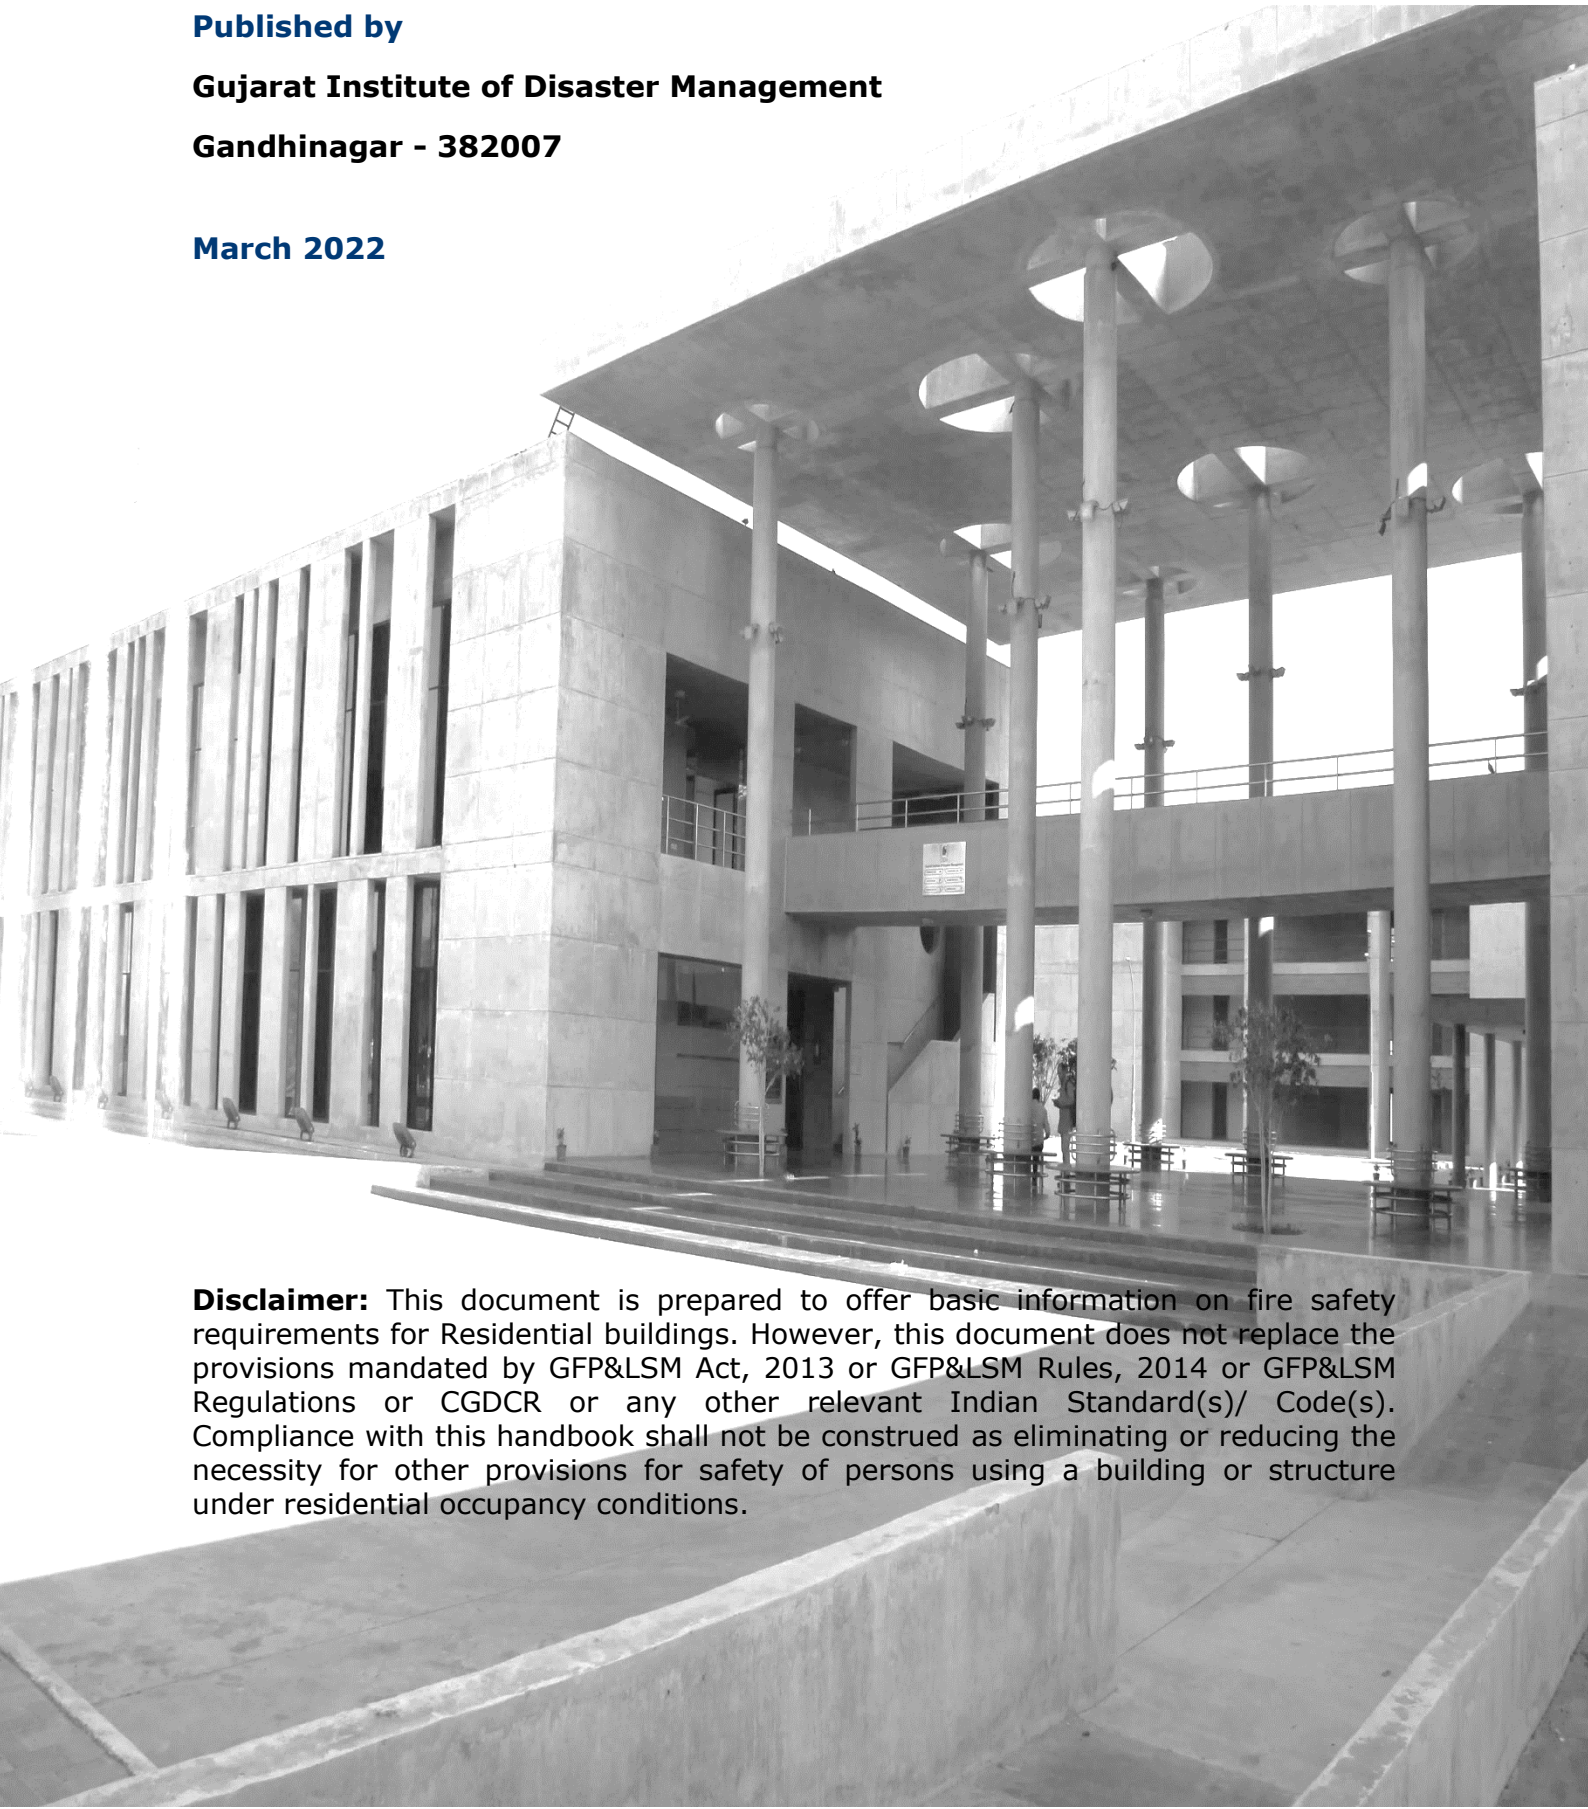 Published by
Gujarat Institute of Disaster Management
Gandhinagar - 382007
March 2022
Disclaimer: This document is prepared to offer basic information on fire safety
requirements for Residential buildings. However, this document does not replace the
provisions mandated by GFP&LSM Act, 2013 or GFP&LSM Rules, 2014 or GFP&LSM
Regulations or CGDCR or any other relevant Indian Standard(s)/ Code(s).
Compliance with this handbook shall not be construed as eliminating or reducing the
necessity for other provisions for safety of persons using a building or structure
under residential occupancy conditions.